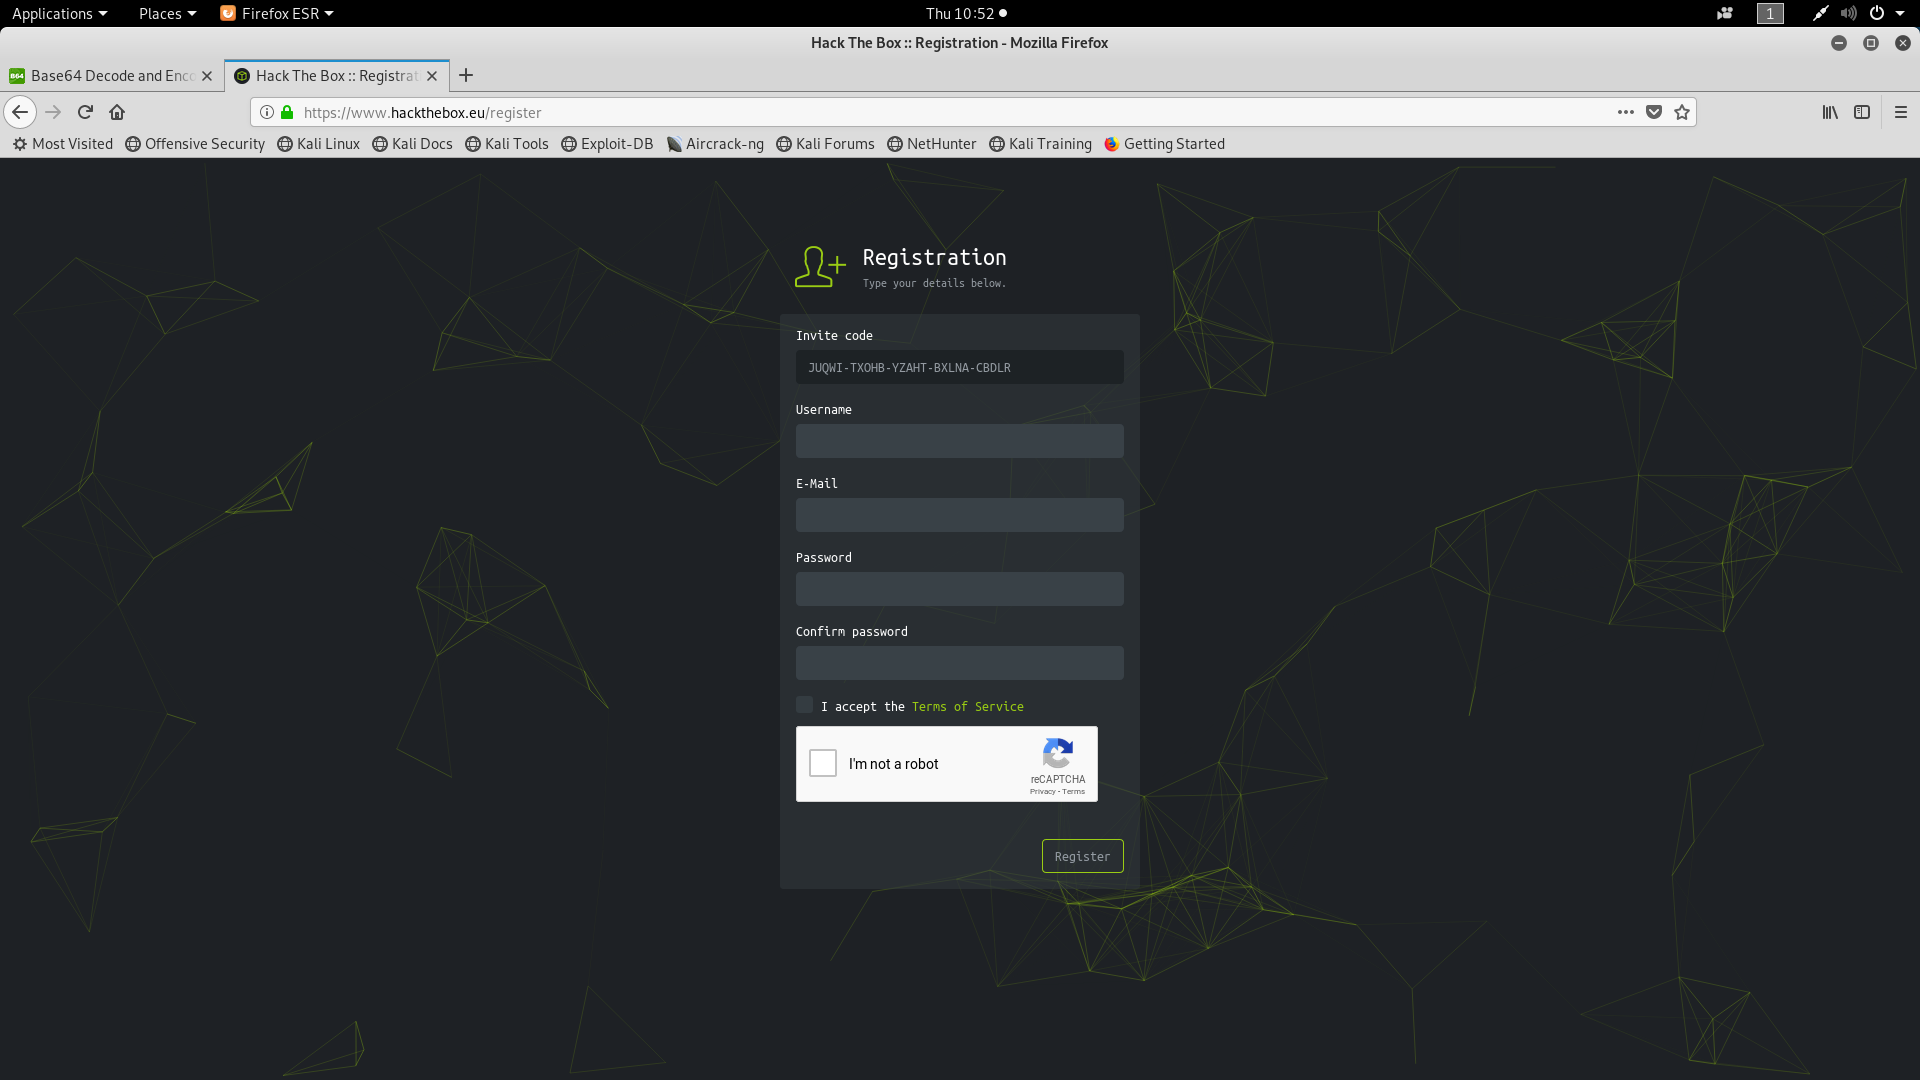 Applications Places Firefox ESR Thu 10:52 1
Hack The Box :: Registration - Mozilla Firefox
B64 Base64 Decode and Enco Hack The Box :: Registrat
https://www.hackthebox.eu/register
Most Visited Offensive Security Kali Linux Kali Docs Kali Tools Exploit-DB Aircrack-ng Kali Forums NetHunter Kali Training Getting Started
Registration
Type your details below.
Invite code
JUQWI-TXOHB-YZAHT-BXLNA-CBDLR
Username
E-Mail
Password
Confirm password
I accept the Terms of Service
I'm not a robot
reCAPTCHA
Privacy - Terms
Register